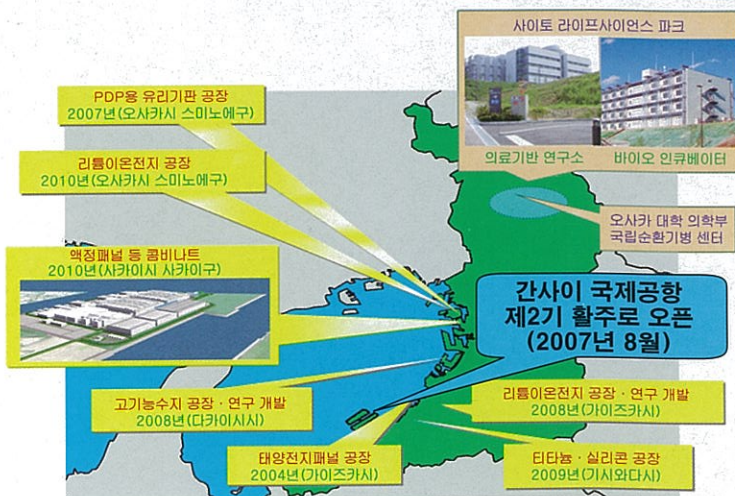 사이토 라이프사이언스 파크
의료기반 연구소
바이오 인큐베이터
PDP용 유리기판 공장
2007년(오사카시 스미노에구)
리튬이온전지 공장
2010년(오사카시 스미노에구)
오사카 대학 의학부
국립순환기병 센터
액정패널 등 콤비나트
2010년(사카이시 사카이구)
간사이 국제공항
제2기 활주로 오픈
(2007년 8월)
고기능수지 공장·연구 개발
2008년(다카이시시)
리튬이온전지 공장·연구 개발
2008년(가이즈카시)
태양전지패널 공장
2004년(가이즈카시)
티타늄·실리콘 공장
2009년(기시와다시)